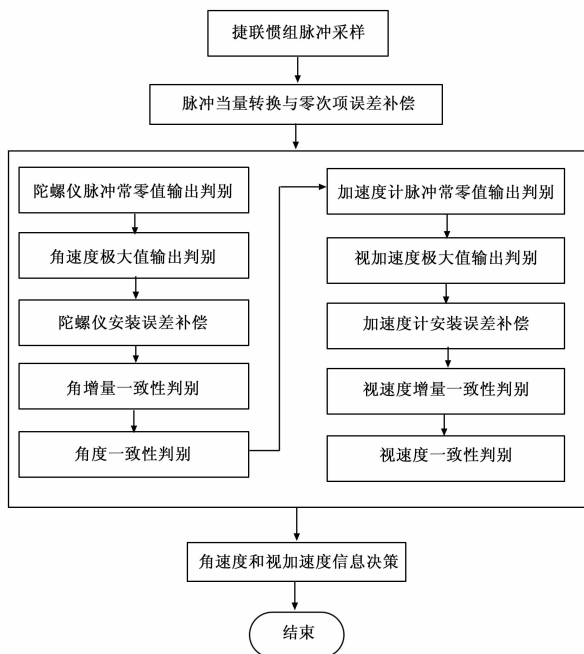 捷联惯组脉冲采样
脉冲当量转换与零次项误差补偿
陀螺仪脉冲常零值输出判别
角速度极大值输出判别
陀螺仪安装误差补偿
角增量一致性判别
角度一致性判别
加速度计脉冲常零值输出判别
视加速度极大值输出判别
加速度计安装误差补偿
视速度增量一致性判别
视速度一致性判别
角速度和视加速度信息决策
结束